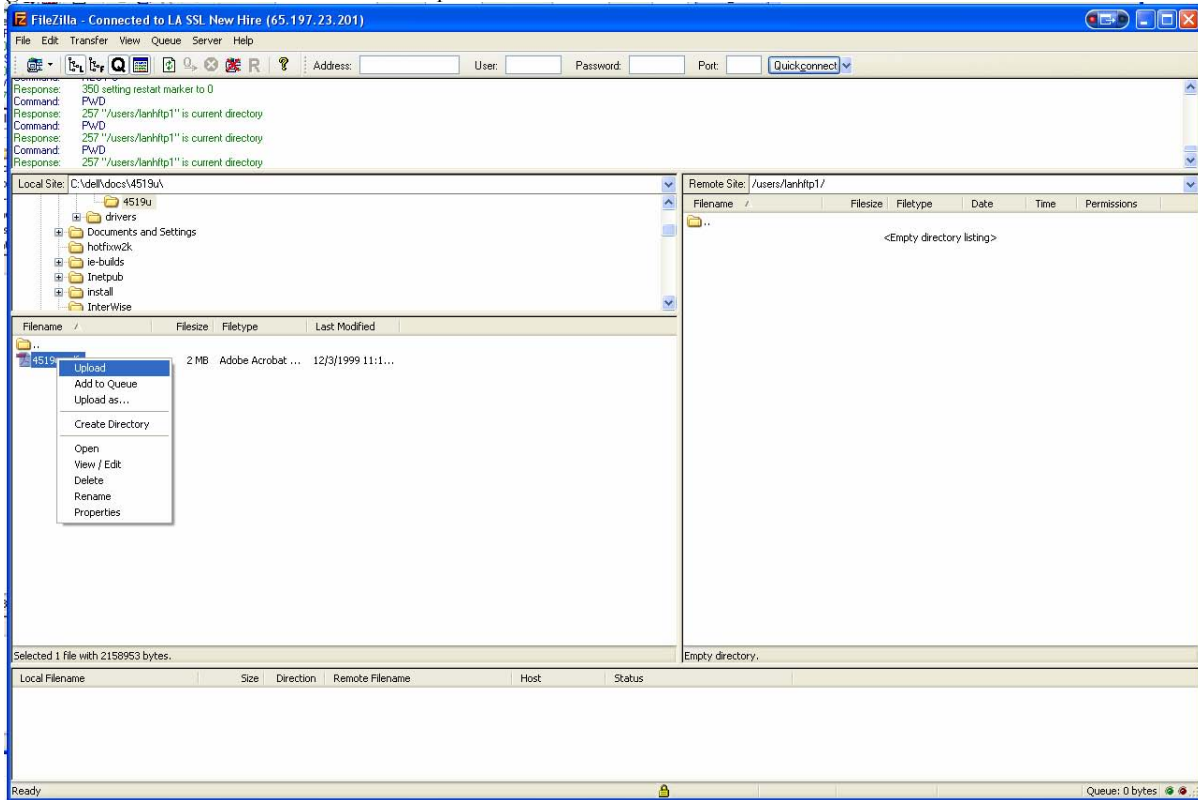 FileZilla - Connected to LA SSL New Hire (65.197.23.201)
File Edit Transfer View Queue Server Help
Address: User: Password: Port: Quickconnect
Response: 350 setting restart marker to 0
Command: PWD
Response: 257 "/users/lanhftp1" is current directory
Command: PWD
Response: 257 "/users/lanhftp1" is current directory
Command: PWD
Response: 257 "/users/lanhftp1" is current directory
Local Site: C:\dell\docs\4519u\
4519u
drivers
Documents and Settings
hotfixw2k
ie-builds
Inetpub
install
InterWise
Filename / Filesize Filetype Last Modified
..
2 MB Adobe Acrobat ... 12/3/1999 11:1...
Upload
Add to Queue
Upload as...
Create Directory
Open
View / Edit
Delete
Rename
Properties
Selected 1 file with 2158953 bytes.
Remote Site: /users/lanhftp1/
Filename / Filesize Filetype Date Time Permissions
..
<Empty directory listing>
Empty directory.
Local Filename Size Direction Remote Filename Host Status
Ready Queue: 0 bytes